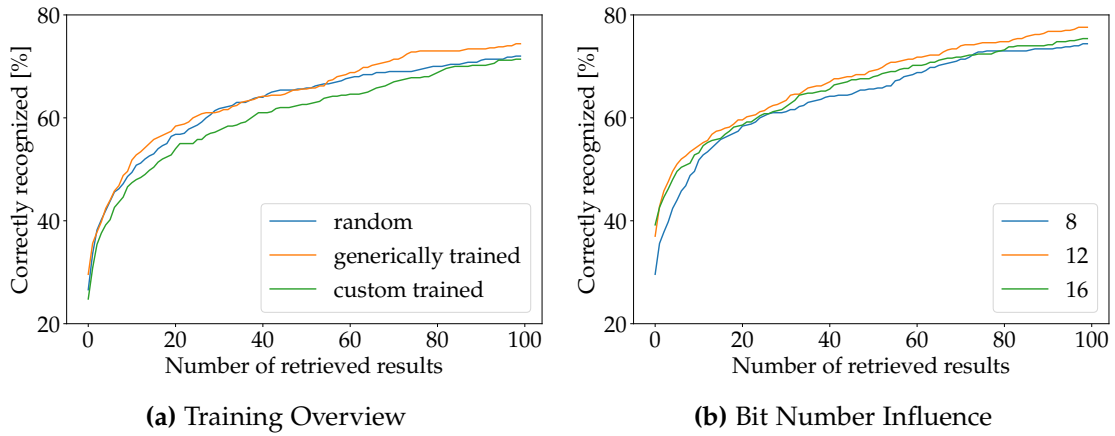 80
60
40
20
Correctly recognized [%]
random
generically trained
custom trained
0 20 40 60 80 100
Number of retrieved results
(a) Training Overview
80
60
40
20
Correctly recognized [%]
8
12
16
0 20 40 60 80 100
Number of retrieved results
(b) Bit Number Influence